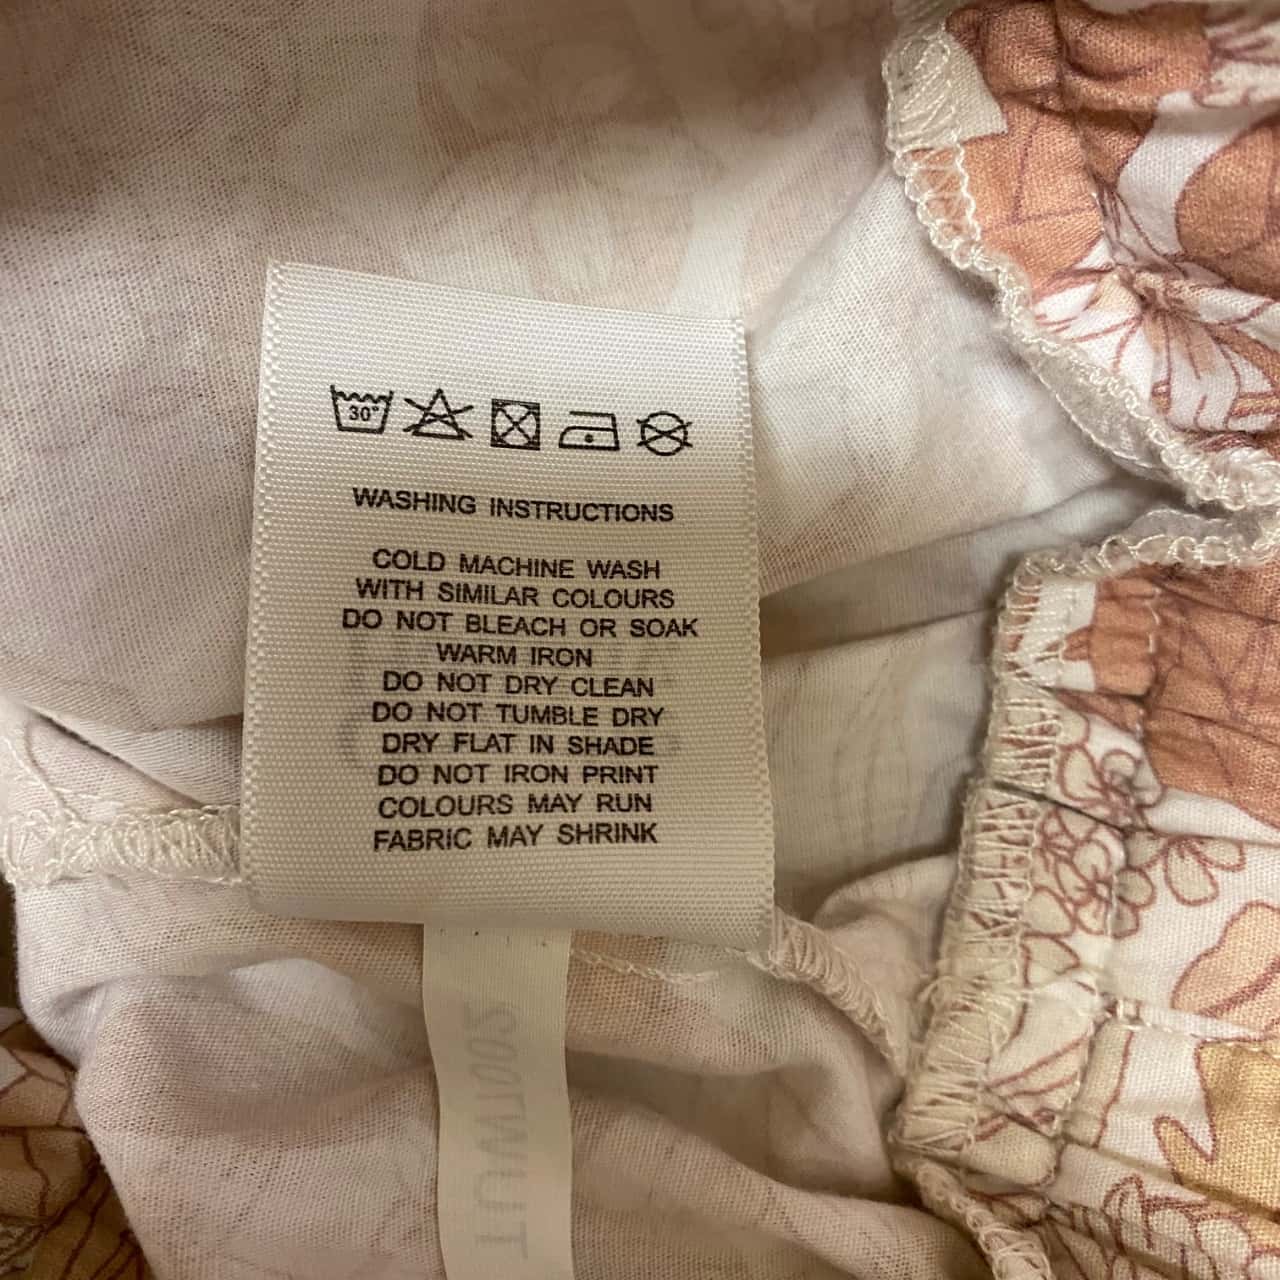 30°
WASHING INSTRUCTIONS
COLD MACHINE WASH
WITH SIMILAR COLOURS
DO NOT BLEACH OR SOAK
WARM IRON
DO NOT DRY CLEAN
DO NOT TUMBLE DRY
DRY FLAT IN SHADE
DO NOT IRON PRINT
COLOURS MAY RUN
FABRIC MAY SHRINK